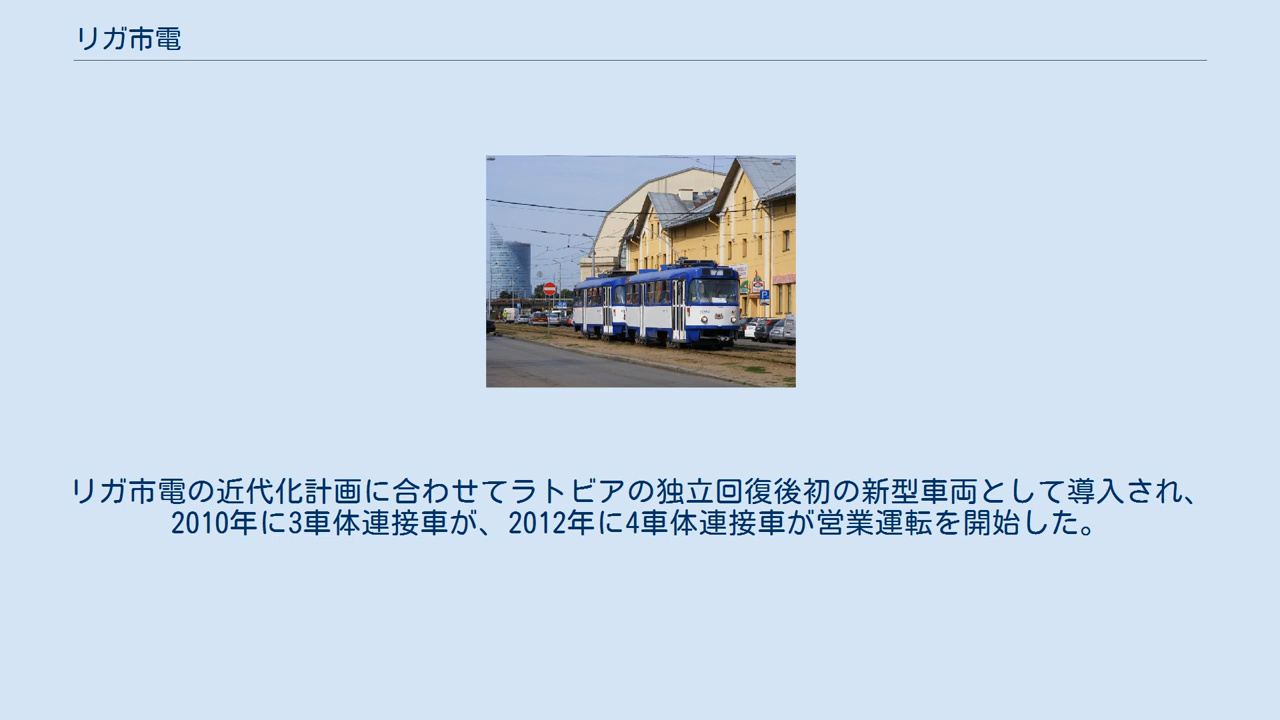 リガ市電
リガ市電の近代化計画に合わせてラトビアの独立回復後初の新型車両として導入され、
2010年に3車体連接車が、2012年に4車体連接車が営業運転を開始した。